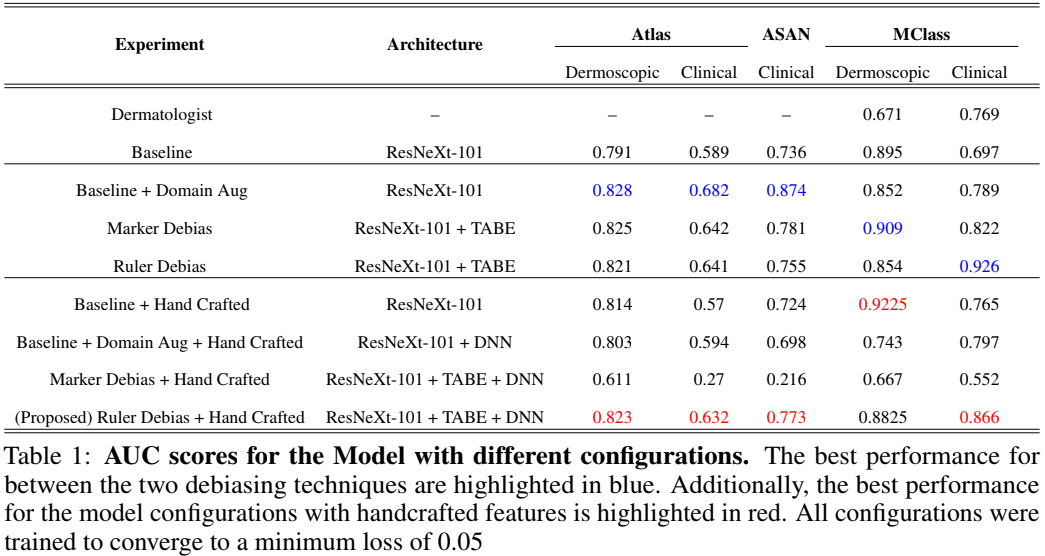 Experiment Architecture Atlas ASAN MClass
Dermoscopic Clinical Clinical Dermoscopic Clinical
Dermatologist – – – – 0.671 0.769
Baseline ResNeXt-101 0.791 0.589 0.736 0.895 0.697
Baseline + Domain Aug ResNeXt-101 0.828 0.682 0.874 0.852 0.789
Marker Debias ResNeXt-101 + TABE 0.825 0.642 0.781 0.909 0.822
Ruler Debias ResNeXt-101 + TABE 0.821 0.641 0.755 0.854 0.926
Baseline + Hand Crafted ResNeXt-101 0.814 0.57 0.724 0.9225 0.765
Baseline + Domain Aug + Hand Crafted ResNeXt-101 + DNN 0.803 0.594 0.698 0.743 0.797
Marker Debias + Hand Crafted ResNeXt-101 + TABE + DNN 0.611 0.27 0.216 0.667 0.552
(Proposed) Ruler Debias + Hand Crafted ResNeXt-101 + TABE + DNN 0.823 0.632 0.773 0.8825 0.866
Table 1: AUC scores for the Model with different configurations. The best performance for
between the two debiasing techniques are highlighted in blue. Additionally, the best performance
for the model configurations with handcrafted features is highlighted in red. All configurations were
trained to converge to a minimum loss of 0.05